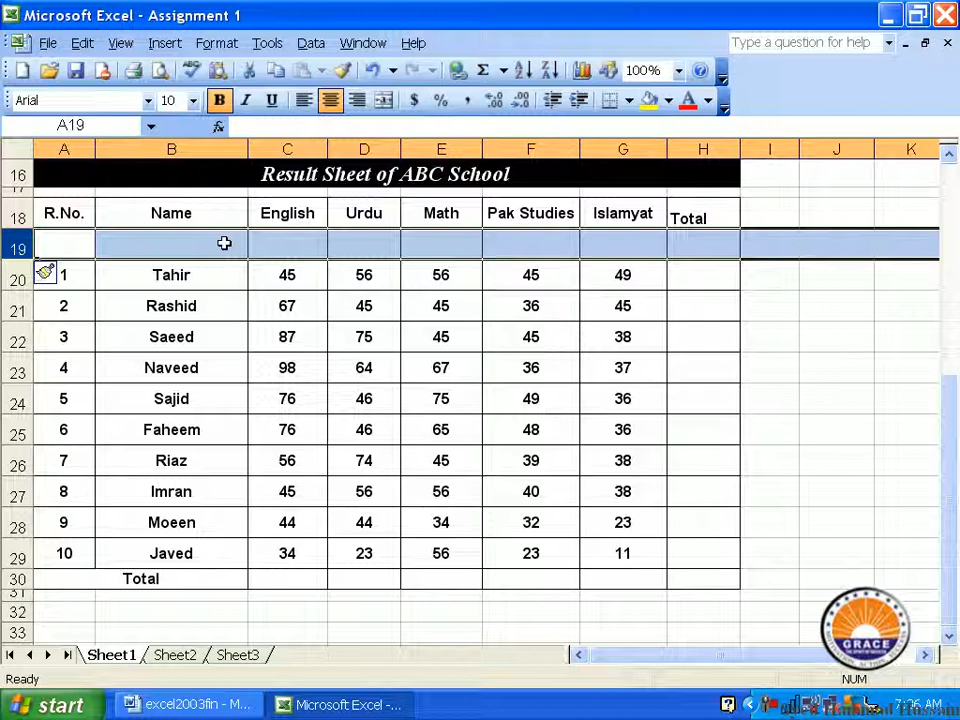 Microsoft Excel - Assignment 1
File Edit View Insert Format Tools Data Window Help Type a question for help
Σ 100%
Arial 10 B I U $ % ,
A19 fx
A B C D E F G H I J K
16 Result Sheet of ABC School
17
18 R.No. Name English Urdu Math Pak Studies Islamyat Total
19
20 1 Tahir 45 56 56 45 49
21 2 Rashid 67 45 45 36 45
22 3 Saeed 87 75 45 45 38
23 4 Naveed 98 64 67 36 37
24 5 Sajid 76 46 75 49 36
25 6 Faheem 76 46 65 48 36
26 7 Riaz 56 74 45 39 38
27 8 Imran 45 56 56 40 38
28 9 Moeen 44 44 34 32 23
29 10 Javed 34 23 56 23 11
30 Total
31
32
33
GRACE
Sheet1 Sheet2 Sheet3
Ready NUM
start excel2003fin - M... Microsoft Excel -... 7:26 AM